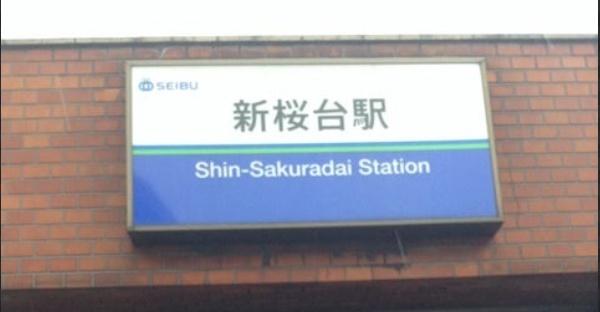 SEIBU
新桜台駅
Shin-Sakuradai Station